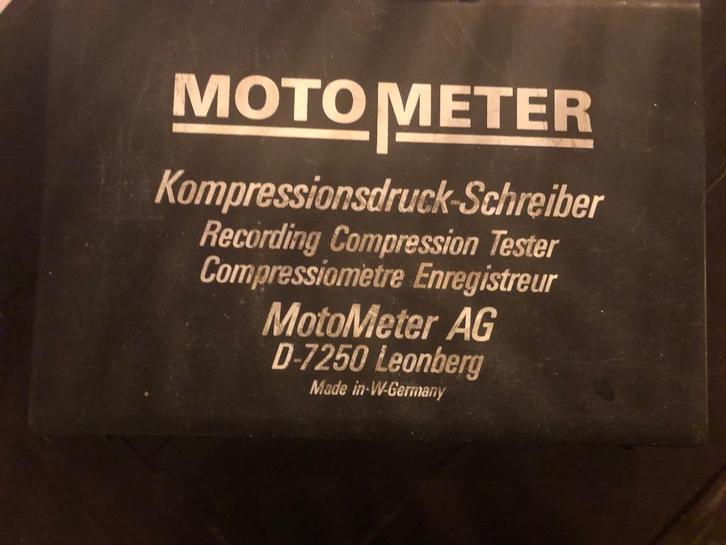 MOTOMETER
Kompressionsdruck-Schreiber
Recording Compression Tester
Compressiometre Enregistreur
MotoMeter AG
D-7250 Leonberg
Made in W-Germany